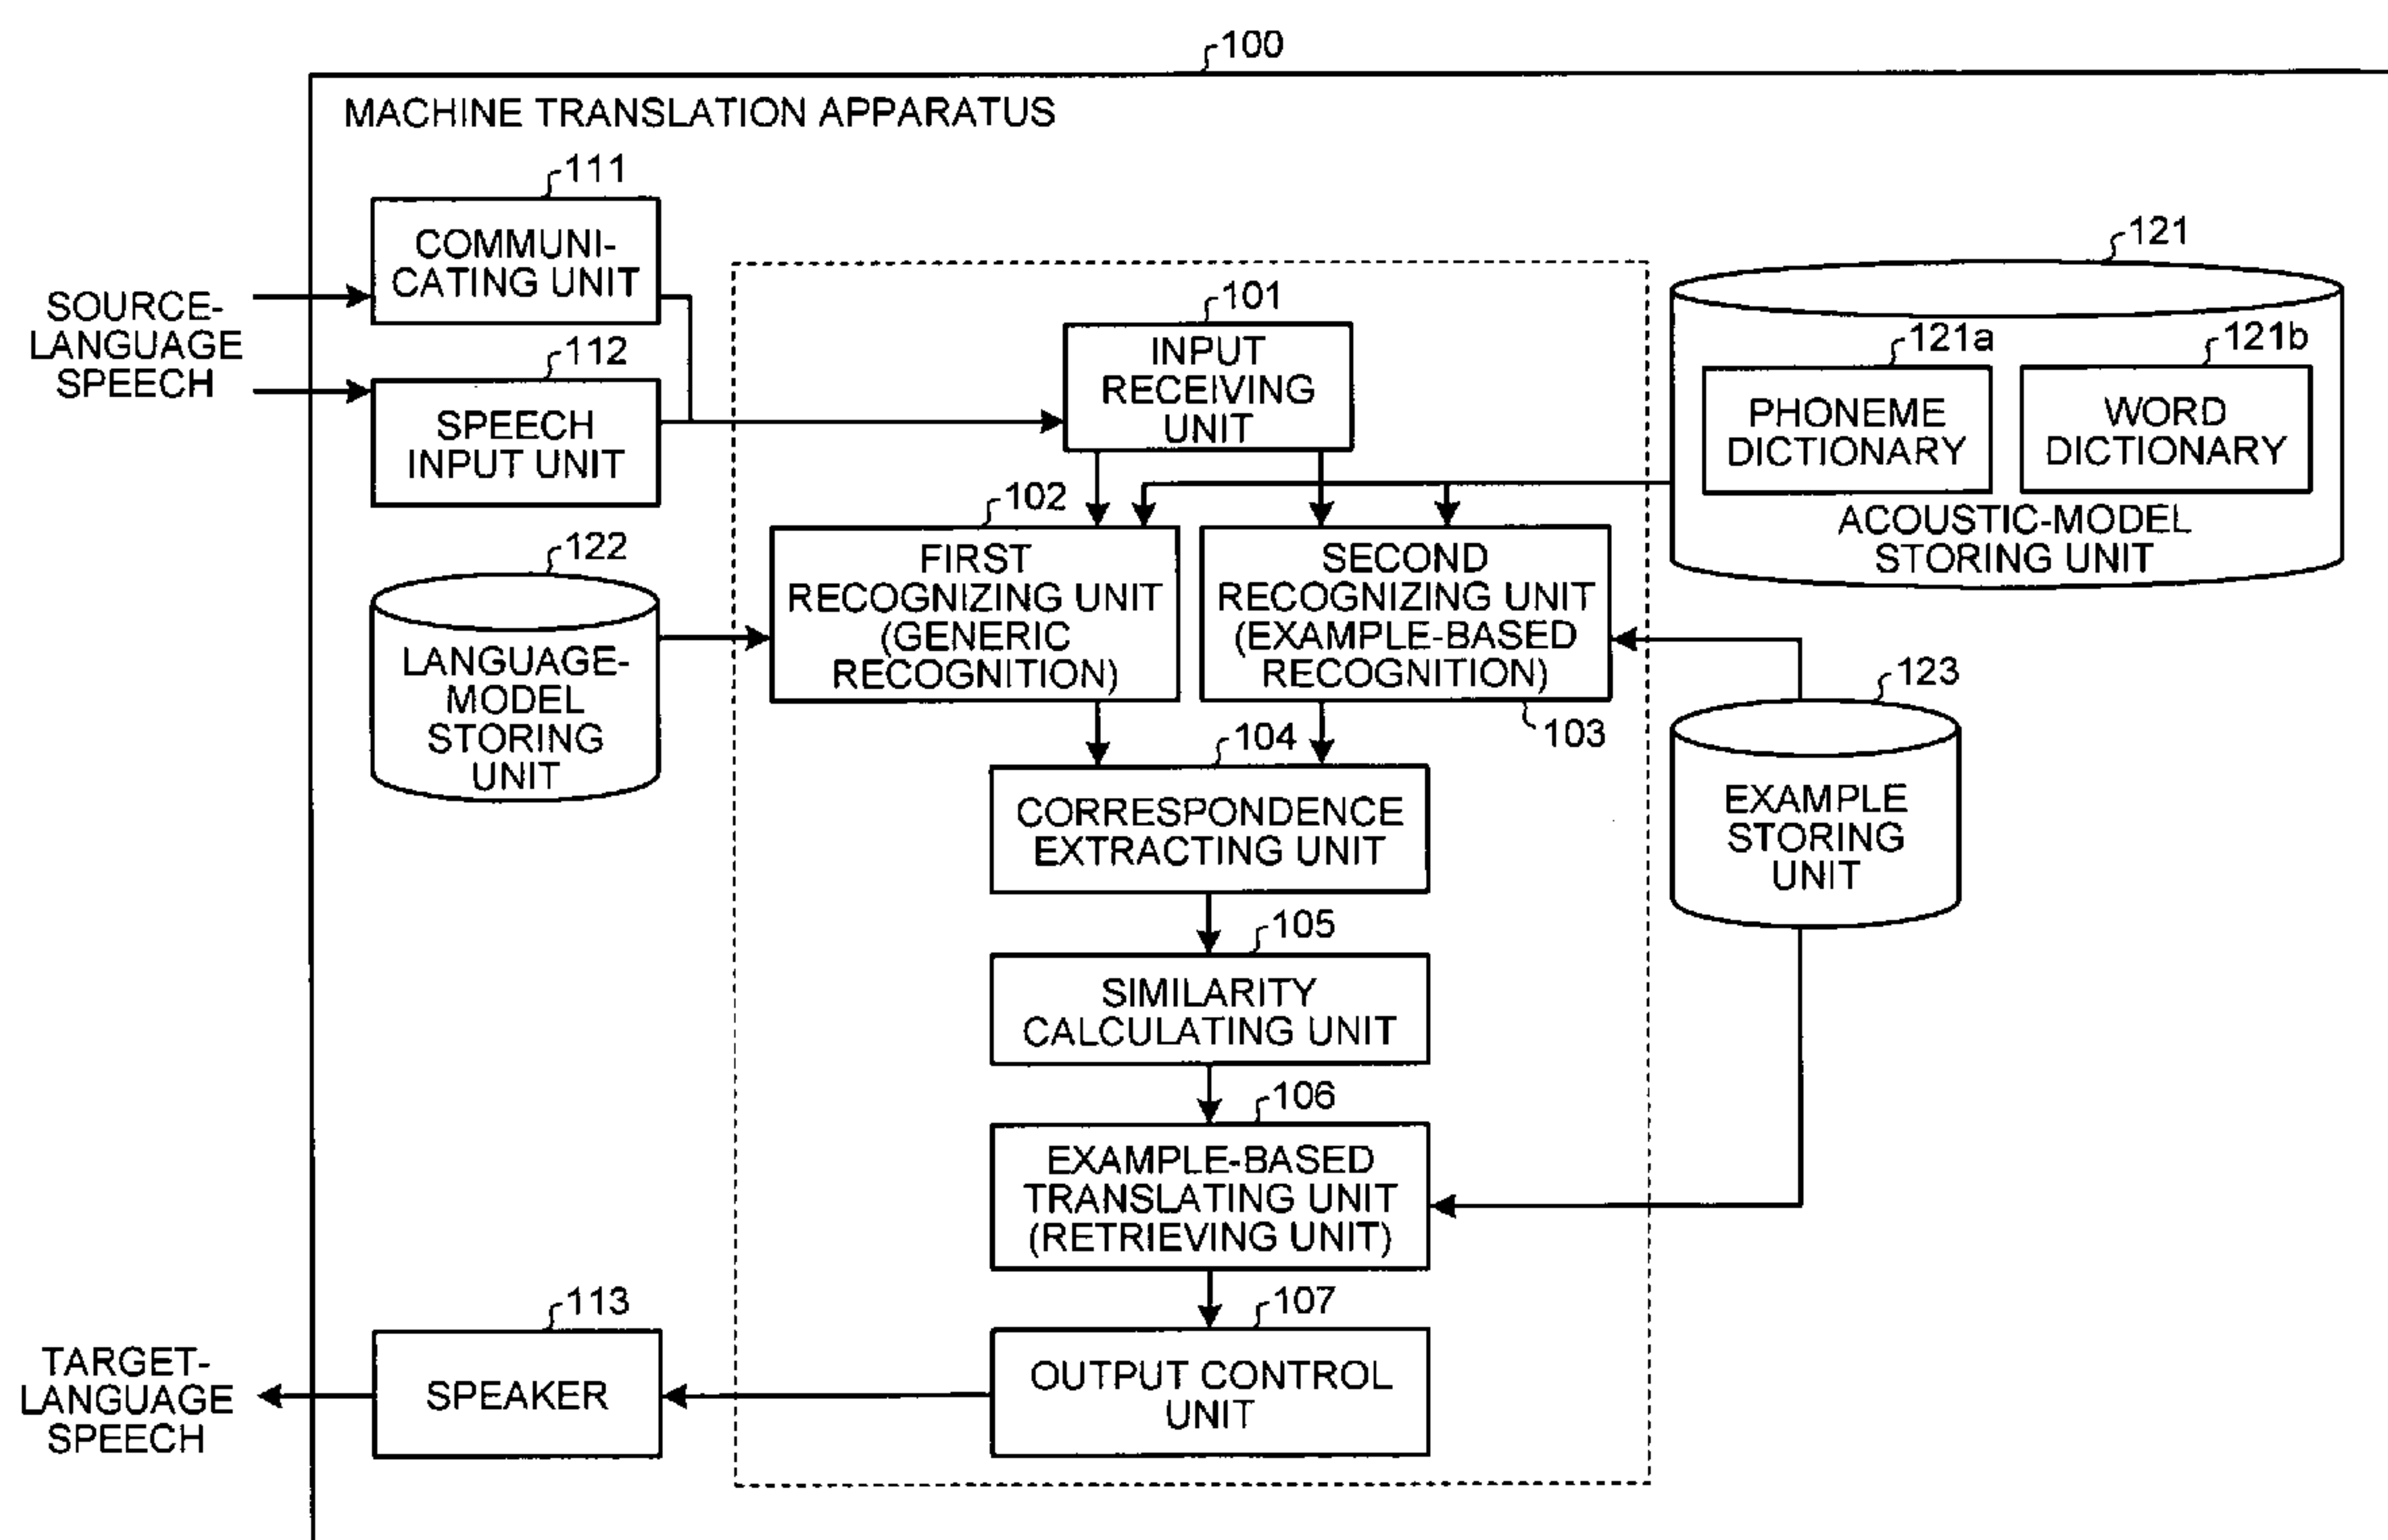 100
MACHINE TRANSLATION APPARATUS
111
COMMUNI-
CATING UNIT
SOURCE-
LANGUAGE
SPEECH
112
SPEECH
INPUT UNIT
101
INPUT
RECEIVING
UNIT
121
121a
PHONEME
DICTIONARY
121b
WORD
DICTIONARY
ACOUSTIC-MODEL
STORING UNIT
122
LANGUAGE-
MODEL
STORING
UNIT
102
FIRST
RECOGNIZING UNIT
(GENERIC
RECOGNITION)
SECOND
RECOGNIZING UNIT
(EXAMPLE-BASED
RECOGNITION)
103
123
EXAMPLE
STORING
UNIT
104
CORRESPONDENCE
EXTRACTING UNIT
105
SIMILARITY
CALCULATING UNIT
106
EXAMPLE-BASED
TRANSLATING UNIT
(RETRIEVING UNIT)
107
OUTPUT CONTROL
UNIT
113
SPEAKER
TARGET-
LANGUAGE
SPEECH